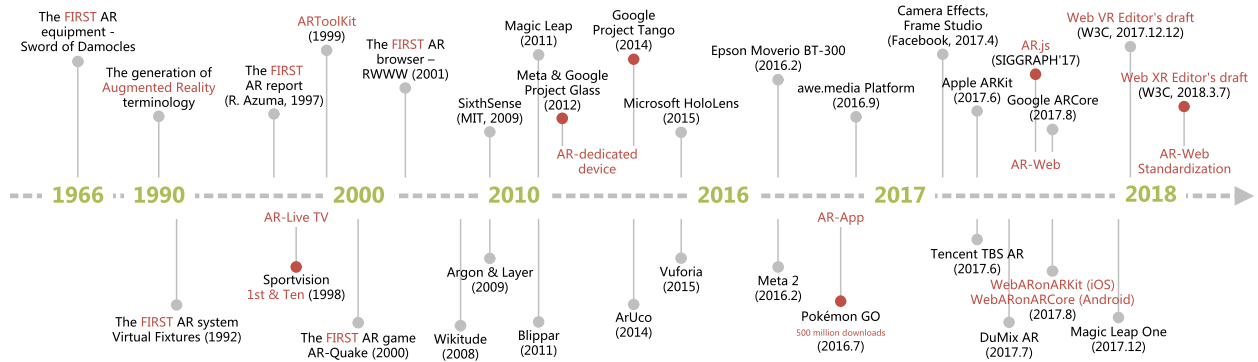 The FIRST AR
equipment -
Sword of Damocles
The generation of
Augmented Reality
terminology
The FIRST
AR report
(R. Azuma, 1997)
ARToolKit
(1999)
The FIRST AR
browser –
RWWW (2001)
SixthSense
(MIT, 2009)
Magic Leap
(2011)
Meta & Google
Project Glass
(2012)
Google
Project Tango
(2014)
AR-dedicated
device
Microsoft HoloLens
(2015)
Epson Moverio BT-300
(2016.2)
awe.media Platform
(2016.9)
Camera Effects,
Frame Studio
(Facebook, 2017.4)
Apple ARKit
(2017.6)
AR.js
(SIGGRAPH'17)
Google ARCore
(2017.8)
AR-Web
Web VR Editor's draft
(W3C, 2017.12.12)
Web XR Editor's draft
(W3C, 2018.3.7)
AR-Web
Standardization
1966
1990
2000
2010
2016
2017
2018
The FIRST AR system
Virtual Fixtures (1992)
AR-Live TV
Sportvision
1st & Ten (1998)
The FIRST AR game
AR-Quake (2000)
Wikitude
(2008)
Argon & Layer
(2009)
Blippar
(2011)
ArUco
(2014)
Vuforia
(2015)
Meta 2
(2016.2)
AR-App
Pokémon GO
500 million downloads
(2016.7)
Tencent TBS AR
(2017.6)
DuMix AR
(2017.7)
WebARonARKit (iOS)
WebARonARCore (Android)
(2017.8)
Magic Leap One
(2017.12)